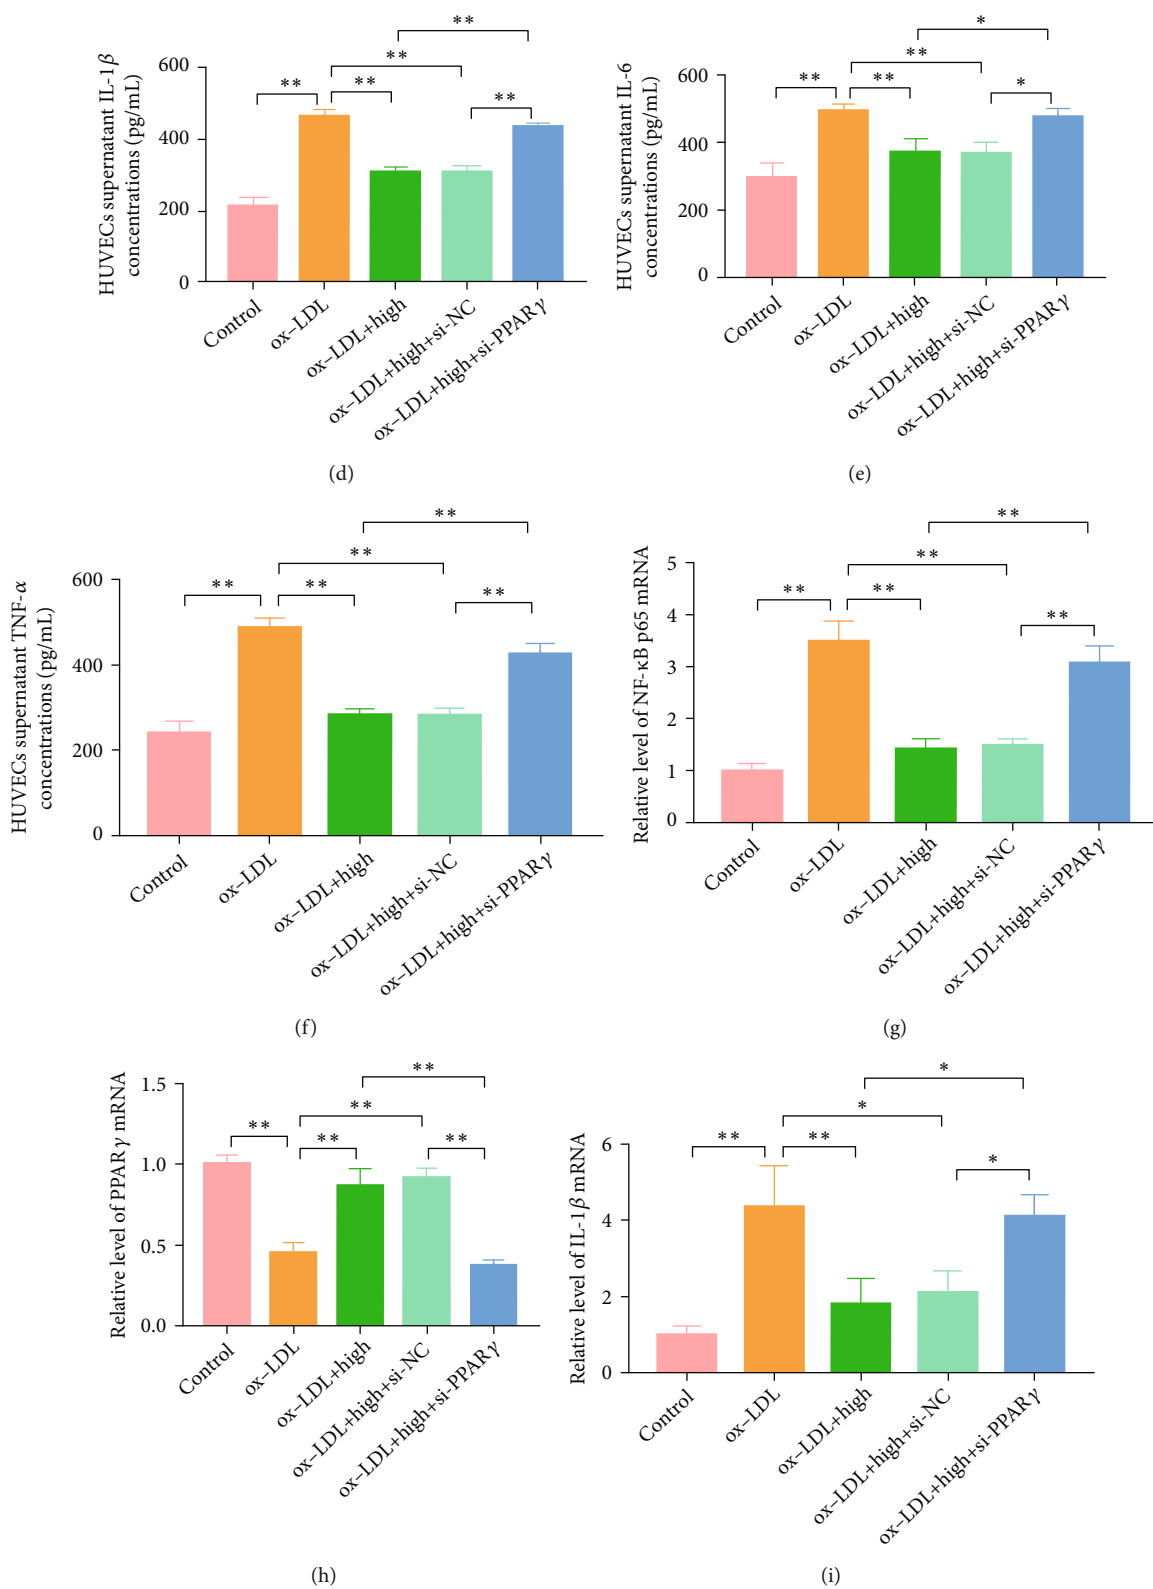 **
**
**
**
**
HUVECs supernatant IL-1β
concentrations (pg/mL)
600
400
200
0
Control
ox–LDL
ox–LDL+high
ox–LDL+high+si-NC
ox–LDL+high+si-PPARγ
(d)
*
**
**
**
*
HUVECs supernatant IL-6
concentrations (pg/mL)
600
400
200
0
Control
ox–LDL
ox–LDL+high
ox–LDL+high+si-NC
ox–LDL+high+si-PPARγ
(e)
**
**
**
**
**
HUVECs supernatant TNF-α
concentrations (pg/mL)
600
400
200
0
Control
ox–LDL
ox–LDL+high
ox–LDL+high+si-NC
ox–LDL+high+si-PPARγ
(f)
**
**
**
**
**
Relative level of NF-κB p65 mRNA
5
4
3
2
1
0
Control
ox–LDL
ox–LDL+high
ox–LDL+high+si-NC
ox–LDL+high+si-PPARγ
(g)
**
**
**
**
**
Relative level of PPARγ mRNA
1.5
1.0
0.5
0.0
Control
ox–LDL
ox–LDL+high
ox–LDL+high+si-NC
ox–LDL+high+si-PPARγ
(h)
*
*
**
**
*
Relative level of IL-1β mRNA
6
4
2
0
Control
ox–LDL
ox–LDL+high
ox–LDL+high+si-NC
ox–LDL+high+si-PPARγ
(i)